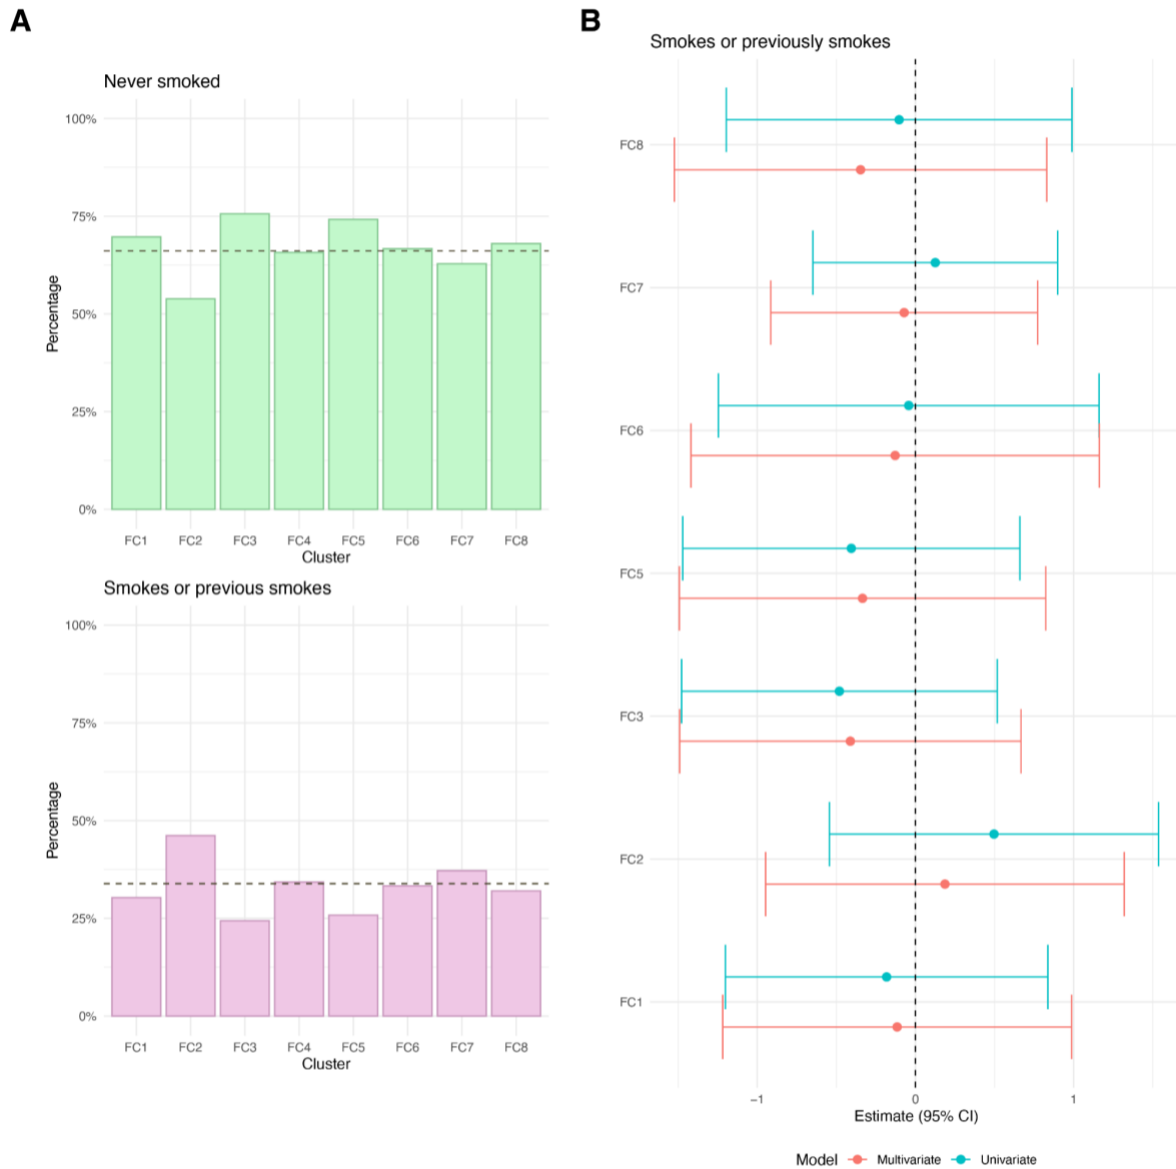 A
Never smoked
100%
75%
50%
25%
0%
Percentage
FC1 FC2 FC3 FC4 FC5 FC6 FC7 FC8
Cluster
Smokes or previous smokes
100%
75%
50%
25%
0%
Percentage
FC1 FC2 FC3 FC4 FC5 FC6 FC7 FC8
Cluster
B
Smokes or previously smokes
FC8
FC7
FC6
FC5
FC3
FC2
FC1
−1 0 1
Estimate (95% CI)
Model Multivariate Univariate